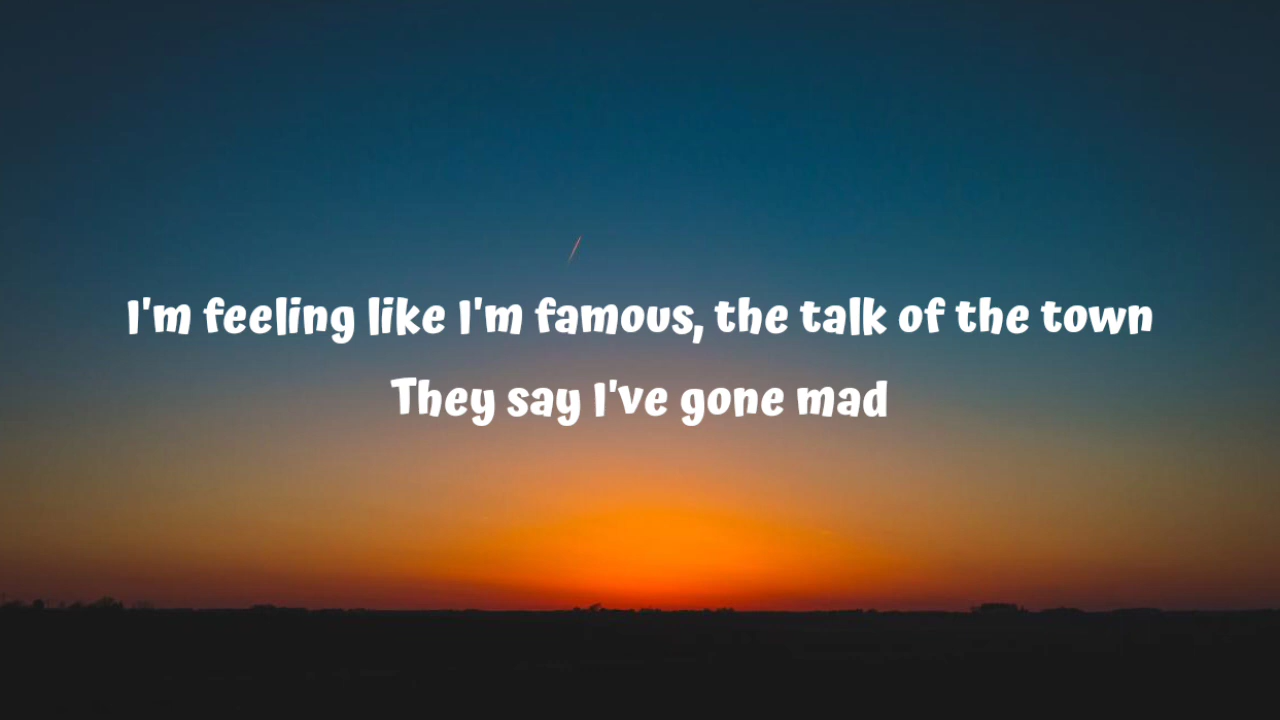 I'm feeling like I'm famous, the talk of the town
They say I've gone mad